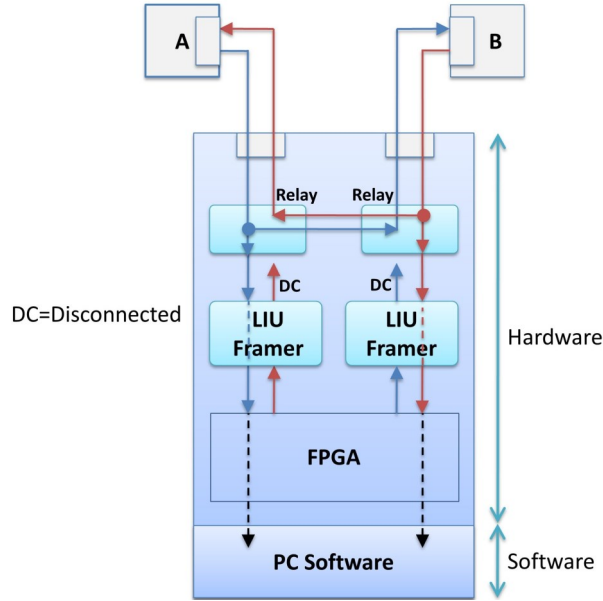 A
B
Relay
Relay
DC
DC
DC=Disconnected
LIU
Framer
LIU
Framer
Hardware
FPGA
PC Software
Software